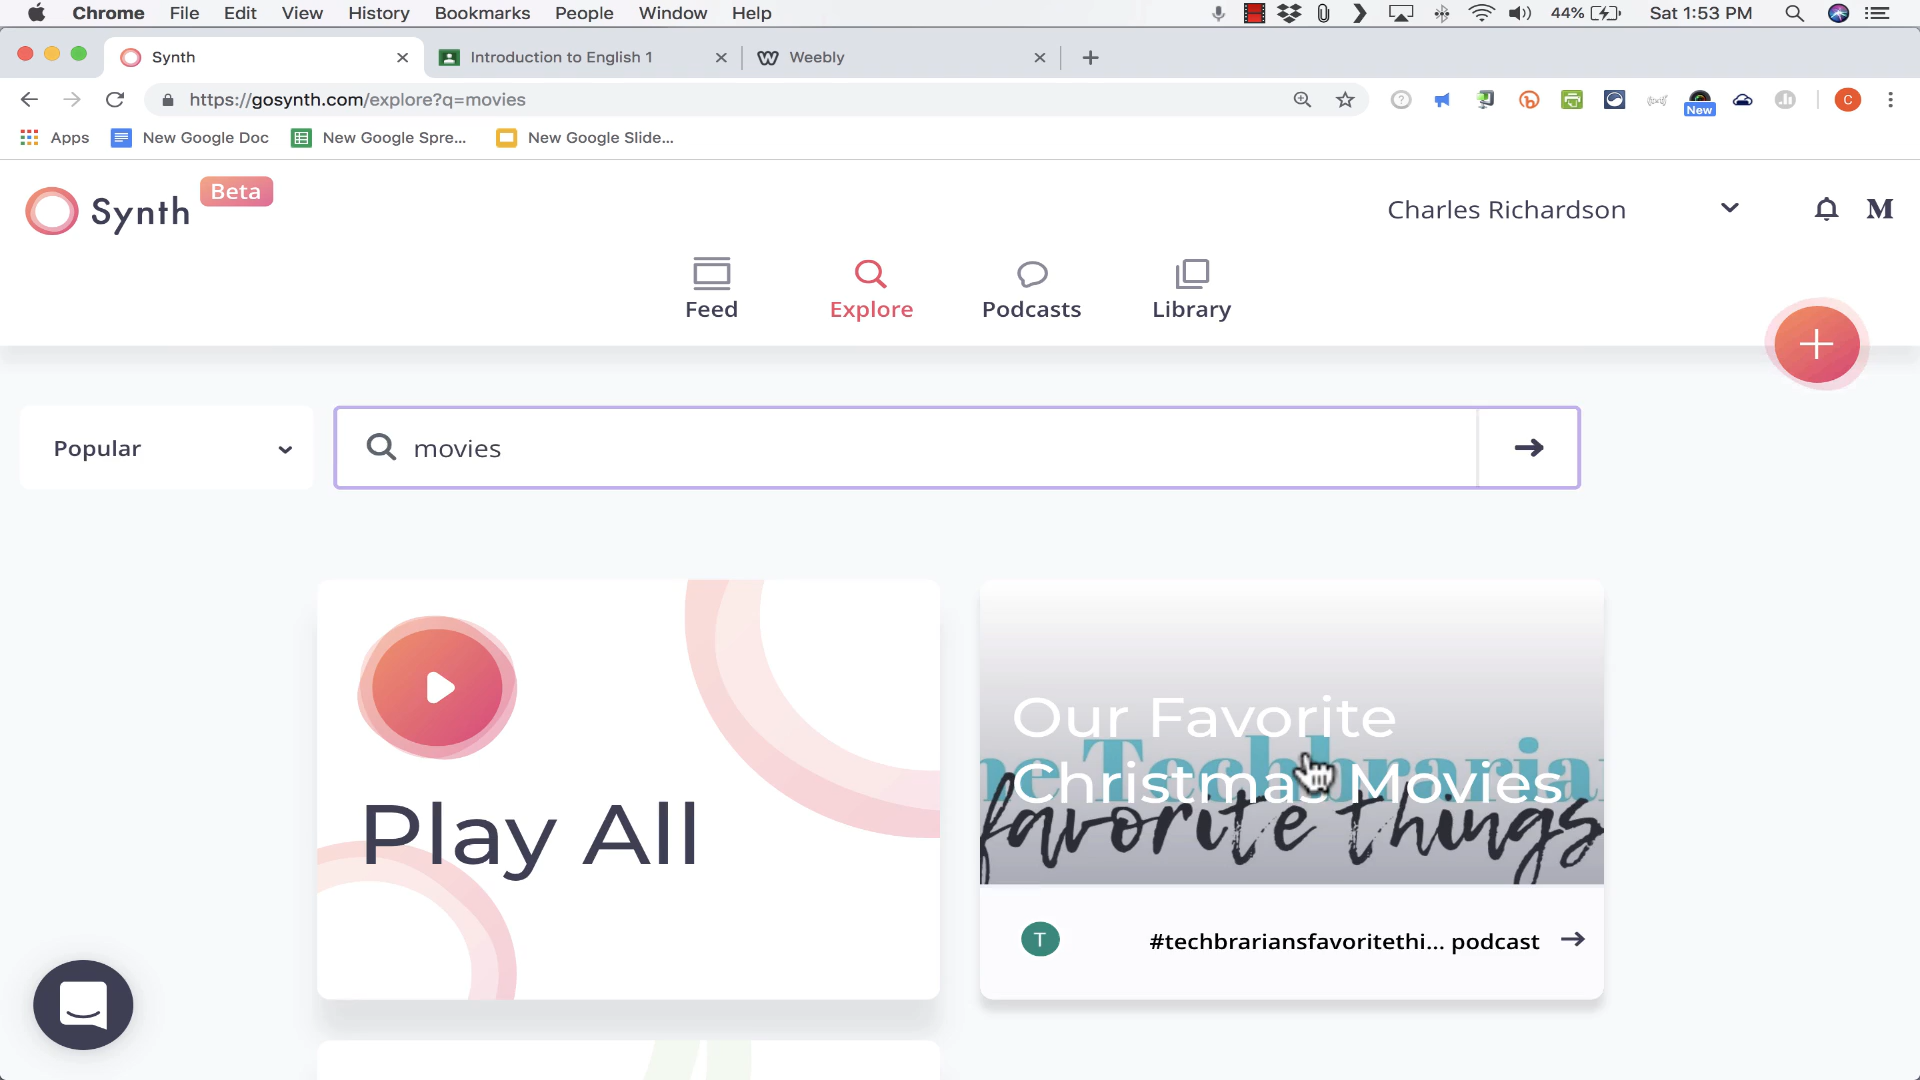 Chrome File Edit View History Bookmarks People Window Help 44% Sat 1:53 PM
Synth Introduction to English 1 Weebly
https://gosynth.com/explore?q=movies New C
Apps New Google Doc New Google Spre... New Google Slide...
Synth Beta
Charles Richardson M
Feed Explore Podcasts Library
Popular movies
Play All
Our Favorite
Christmas Movies
Techbraria
favorite things
T #techbrariansfavoritethi... podcast